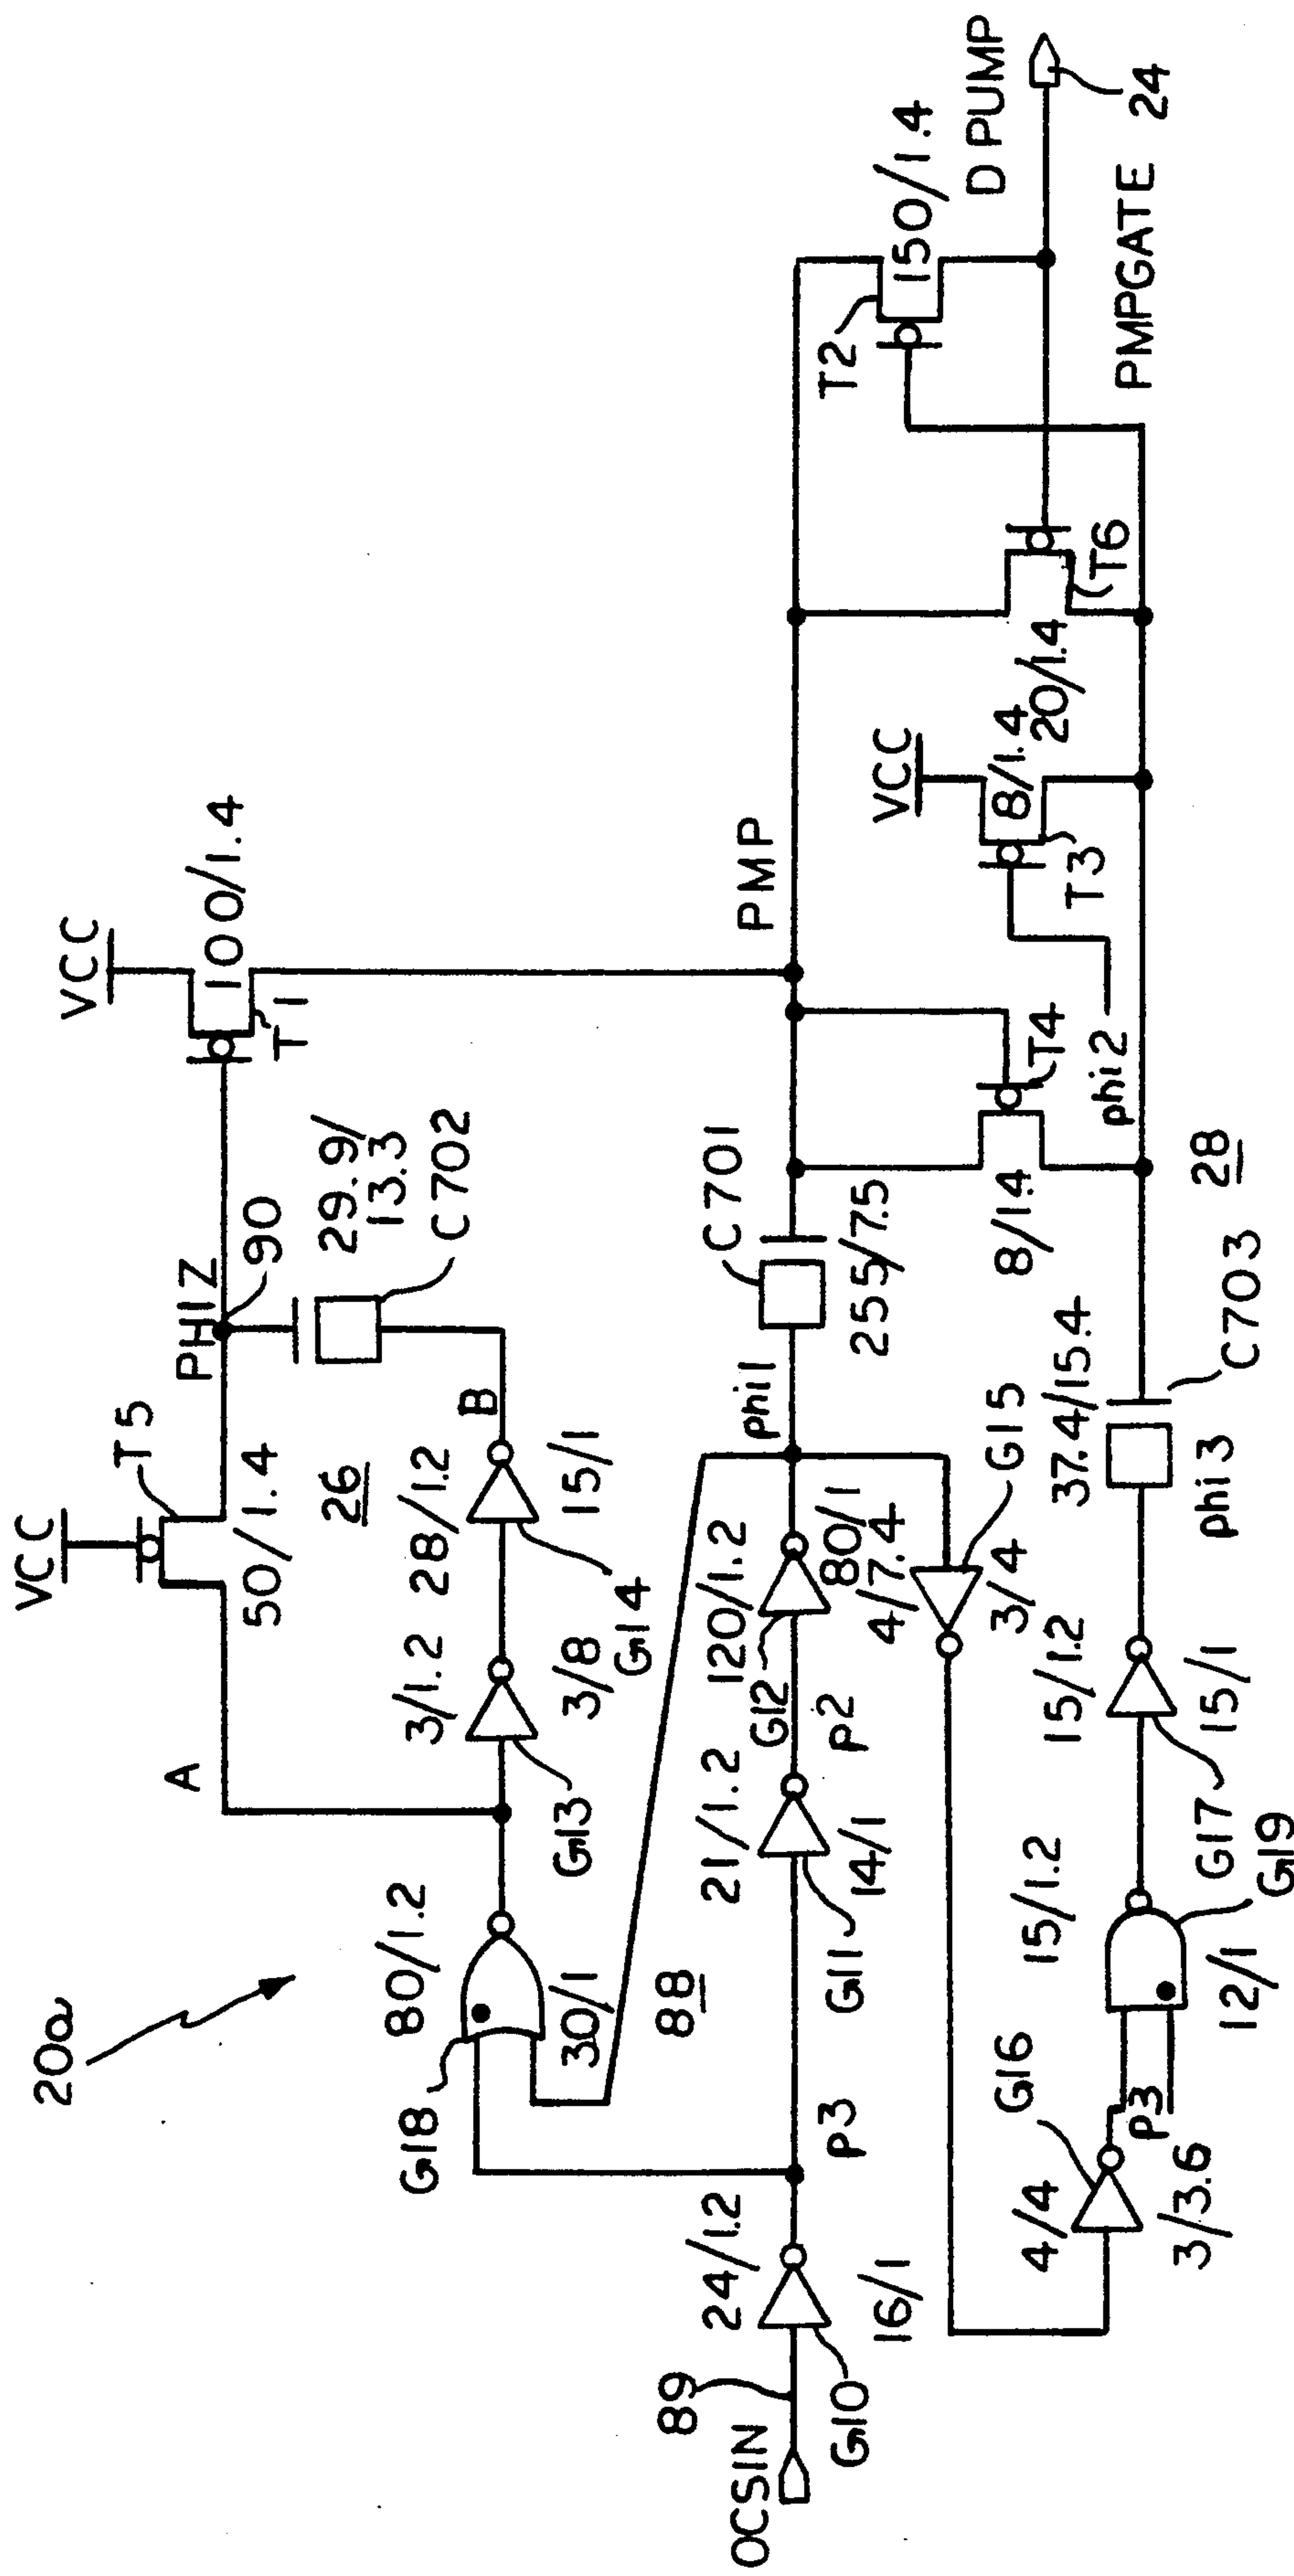 20a
VCC
T5
50/1.4
A
PHIZ
90
26
VCC
100/1.4
T1
29.9/
13.3
C702
B
28/1.2
15/1
G14
3/1.2
3/8
G13
80/1.2
G18
30/1
88
OCSIN
89
24/1.2
G10
16/1
p3
21/1.2
G11
14/1
p2
120/1.2
G12
80/1
phi1
C701
255/7.5
PMP
4/7.4
G15
3/4
4/4
G16
3/3.6
p3
15/1.2
12/1
G19
15/1.2
G17
15/1
phi3
37.4/15.4
C703
28
8/1.4
T4
phi2
VCC
8/1.4
T3
20/1.4
T6
T2
150/1.4
D PUMP
24
PMPGATE